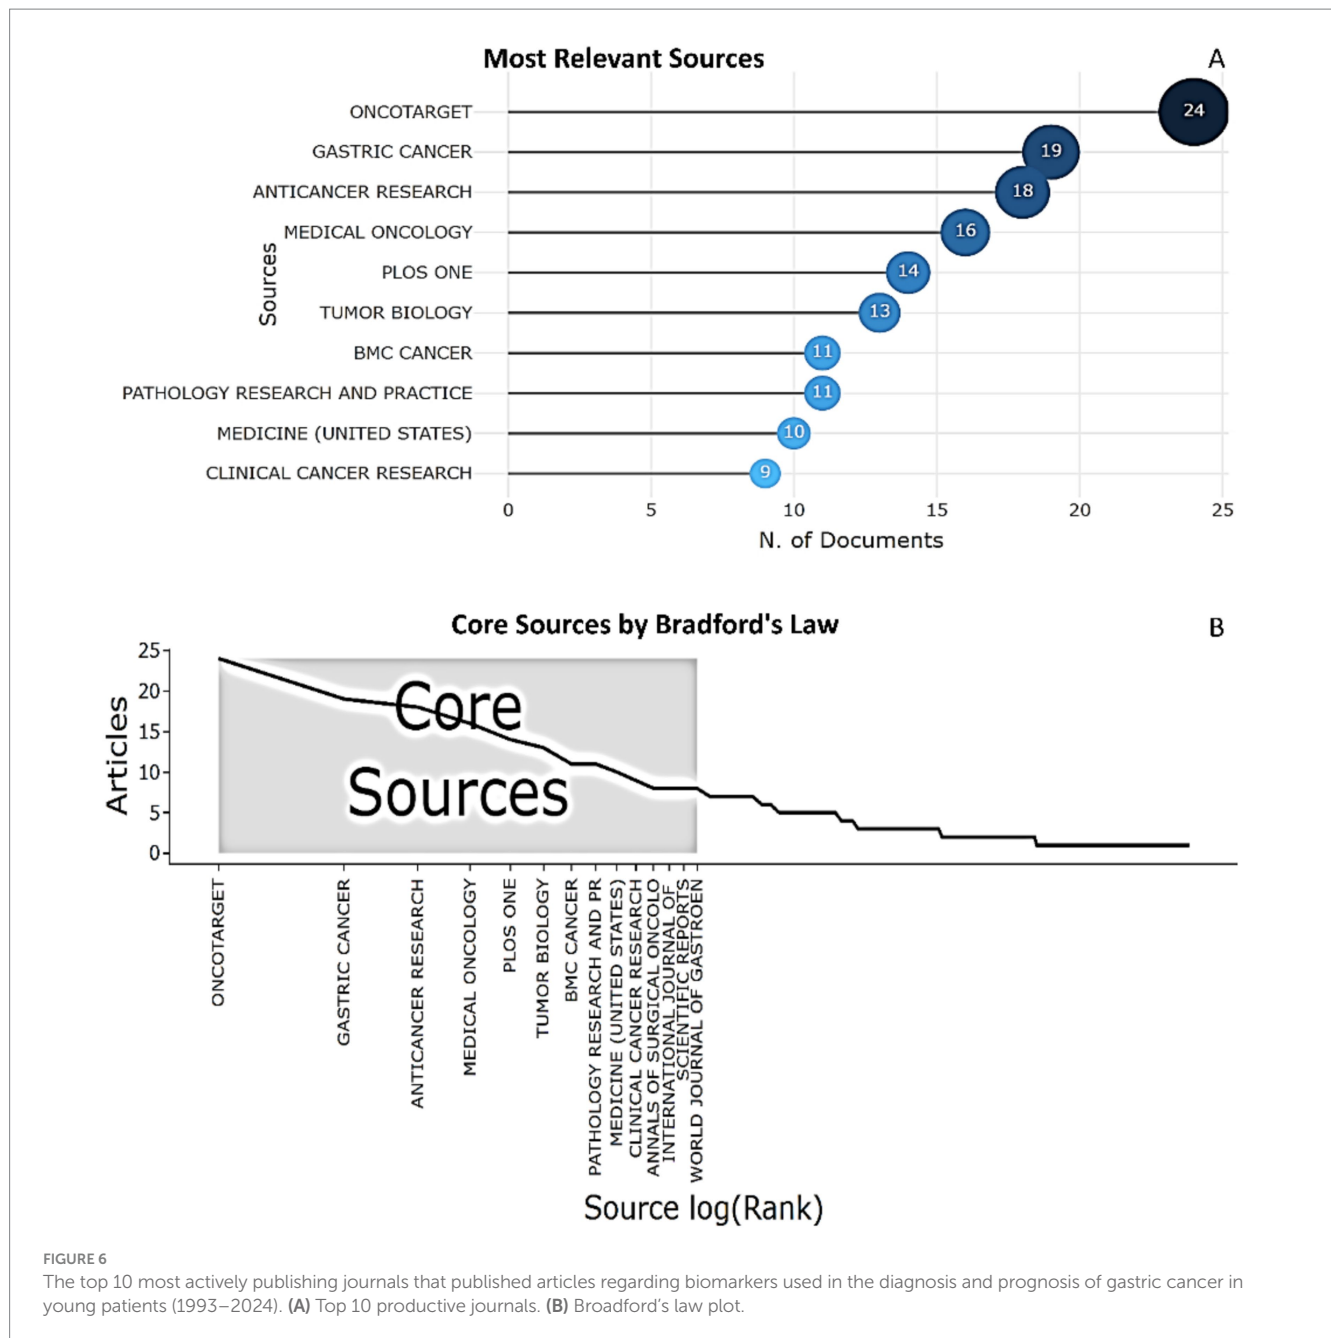 Most Relevant Sources
A
ONCOTARGET
24
GASTRIC CANCER
19
ANTICANCER RESEARCH
18
MEDICAL ONCOLOGY
16
PLOS ONE
14
TUMOR BIOLOGY
13
BMC CANCER
11
PATHOLOGY RESEARCH AND PRACTICE
11
MEDICINE (UNITED STATES)
10
CLINICAL CANCER RESEARCH
9
Sources
0 5 10 15 20 25
N. of Documents
Core Sources by Bradford's Law
B
25
20
15
10
5
0
Articles
Core
Sources
ONCOTARGET
GASTRIC CANCER
ANTICANCER RESEARCH
MEDICAL ONCOLOGY
PLOS ONE
TUMOR BIOLOGY
BMC CANCER
PATHOLOGY RESEARCH AND PR
MEDICINE (UNITED STATES)
CLINICAL CANCER RESEARCH
ANNALS OF SURGICAL ONCOLO
INTERNATIONAL JOURNAL OF
SCIENTIFIC REPORTS
WORLD JOURNAL OF GASTROEN
Source log(Rank)
FIGURE 6
The top 10 most actively publishing journals that published articles regarding biomarkers used in the diagnosis and prognosis of gastric cancer in
young patients (1993–2024). (A) Top 10 productive journals. (B) Broadford's law plot.